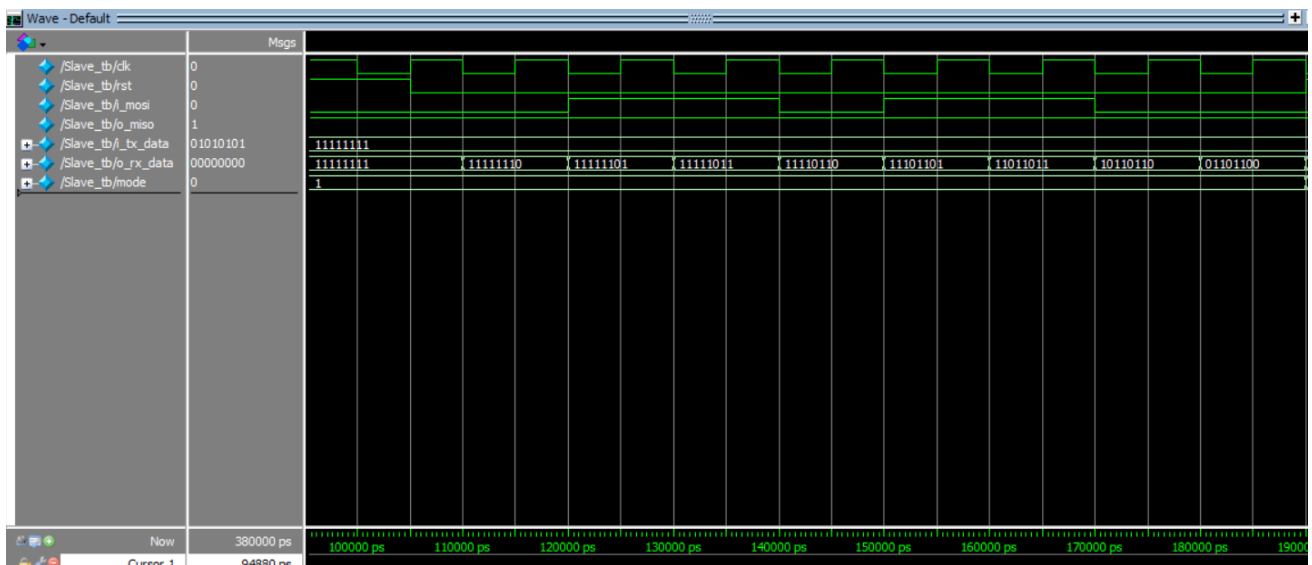 Wave - Default
Msgs
/Slave_tb/clk 0
/Slave_tb/rst 0
/Slave_tb/i_mosi 0
/Slave_tb/o_miso 1
/Slave_tb/i_tx_data 01010101 11111111
/Slave_tb/o_rx_data 00000000 11111111 11111110 11111101 11111011 11110110 11101101 11011011 10110110 01101100
/Slave_tb/mode 0 1
Now 380000 ps 100000 ps 110000 ps 120000 ps 130000 ps 140000 ps 150000 ps 160000 ps 170000 ps 180000 ps 19000
Cursor 1 94880 ps